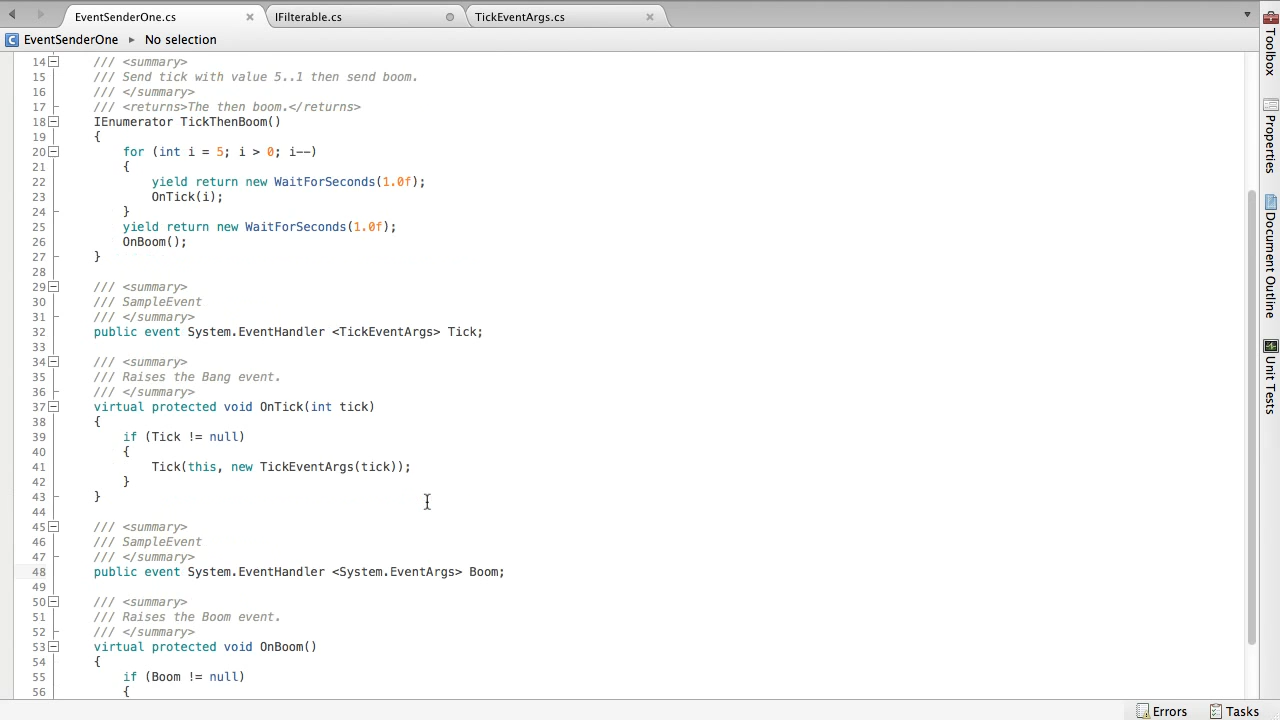 EventSenderOne.cs
IFilterable.cs
TickEventArgs.cs
EventSenderOne ▸ No selection
14 /// <summary>
15 /// Send tick with value 5..1 then send boom.
16 /// </summary>
17 /// <returns>The then boom.</returns>
18 IEnumerator TickThenBoom()
19 {
20 for (int i = 5; i > 0; i--)
21 {
22 yield return new WaitForSeconds(1.0f);
23 OnTick(i);
24 }
25 yield return new WaitForSeconds(1.0f);
26 OnBoom();
27 }
28
29 /// <summary>
30 /// SampleEvent
31 /// </summary>
32 public event System.EventHandler <TickEventArgs> Tick;
33
34 /// <summary>
35 /// Raises the Bang event.
36 /// </summary>
37 virtual protected void OnTick(int tick)
38 {
39 if (Tick != null)
40 {
41 Tick(this, new TickEventArgs(tick));
42 }
43 }
44
45 /// <summary>
46 /// SampleEvent
47 /// </summary>
48 public event System.EventHandler <System.EventArgs> Boom;
49
50 /// <summary>
51 /// Raises the Boom event.
52 /// </summary>
53 virtual protected void OnBoom()
54 {
55 if (Boom != null)
56 {
Toolbox
Properties
Document Outline
Unit Tests
Errors
Tasks